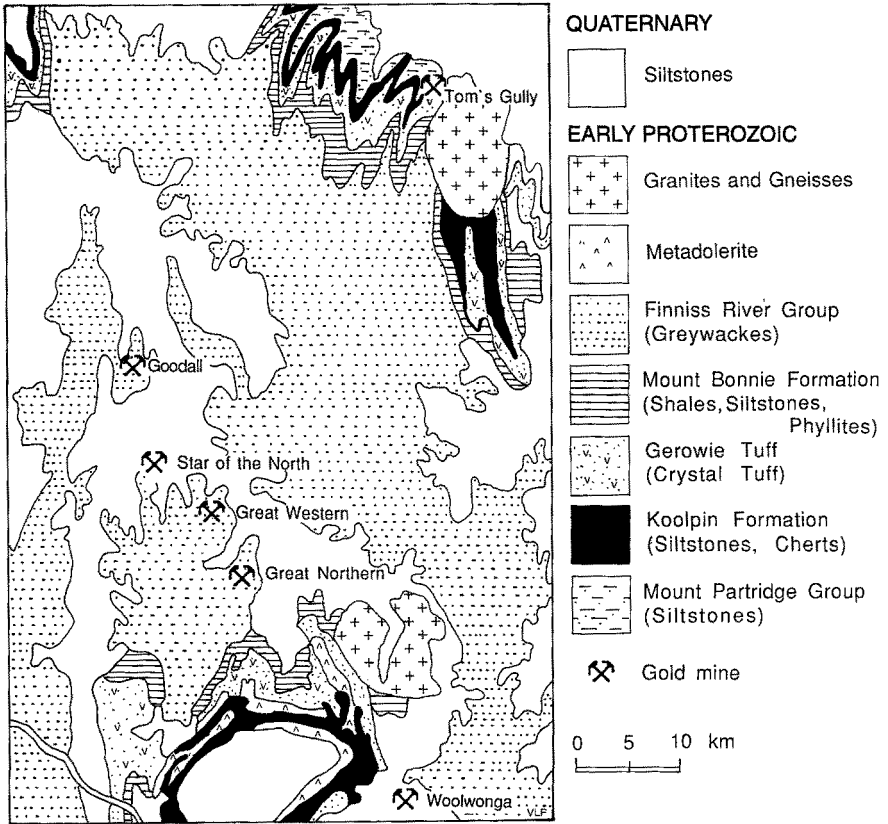 Tom's Gully
Goodall
Star of the North
Great Western
Great Northern
Woolwonga
VLF
QUATERNARY
Siltstones
EARLY PROTEROZOIC
Granites and Gneisses
Metadolerite
Finniss River Group
(Greywackes)
Mount Bonnie Formation
(Shales, Siltstones,
Phyllites)
Gerowie Tuff
(Crystal Tuff)
Koolpin Formation
(Siltstones, Cherts)
Mount Partridge Group
(Siltstones)
Gold mine
0 5 10 km